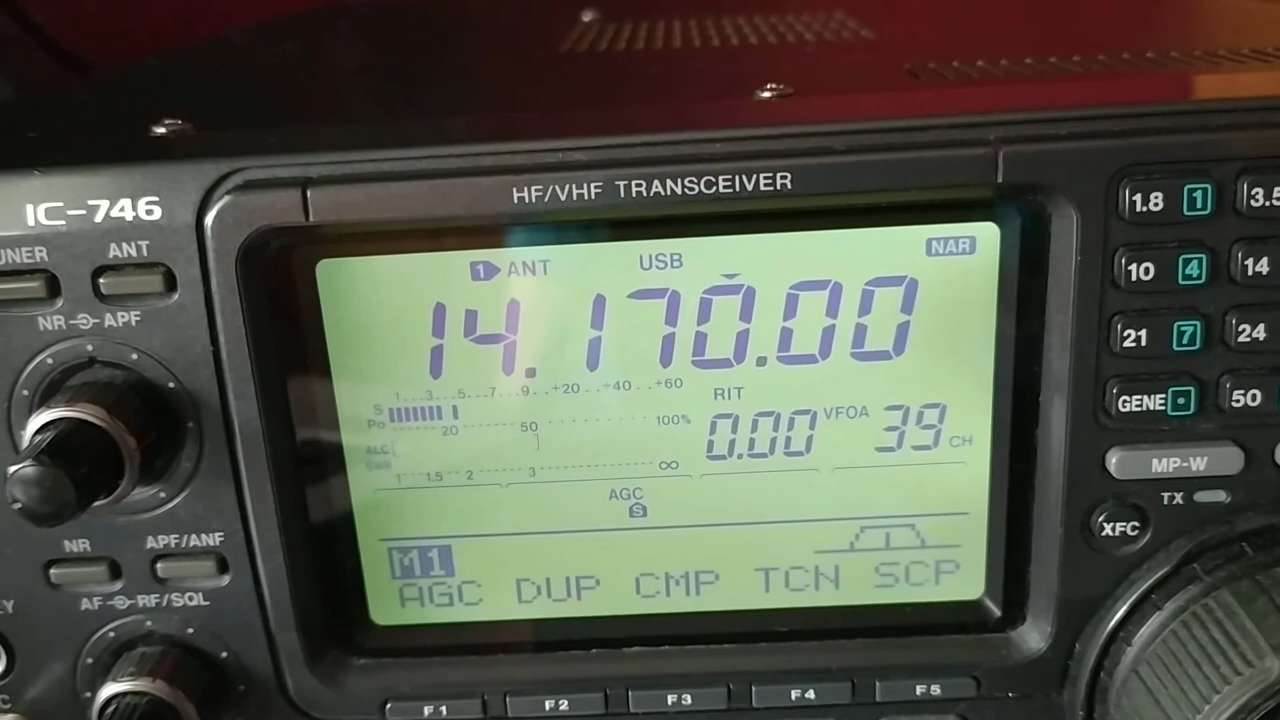 HF/VHF TRANSCEIVER
IC-746
ANT
NR APF
NR
APF/ANF
AF RF/SQL
1 ANT
USB
NAR
14.170.00
1...3...5...7..9...+20...+40...+60
S
Po
20
50
100%
ALC
1 1.5 2 3 ∞
RIT
0.00
VFOA
39 CH
AGC
S
M1
AGC DUP CMP TCN SCP
F1 F2 F3 F4 F5
1.8 1
10 4
14
21 7
24
GENE
50
MP-W
TX
XFC